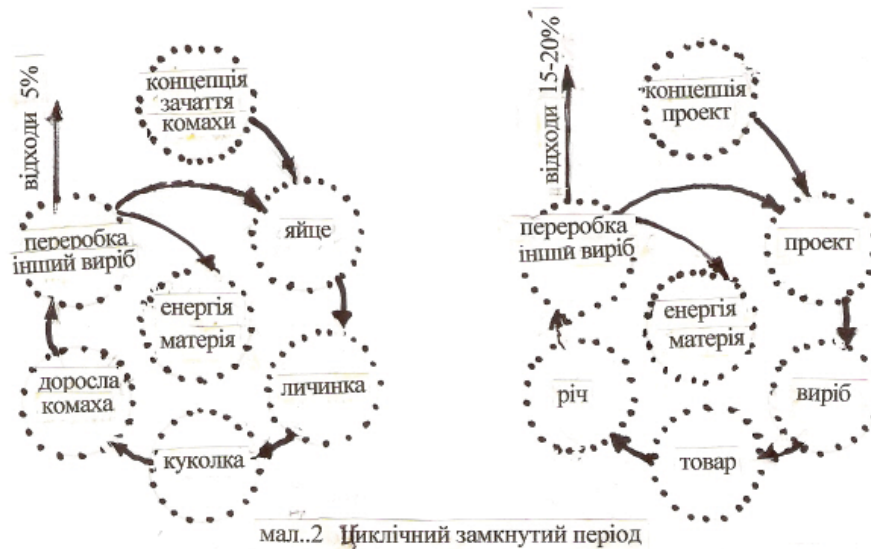 відходи 5%
концепція
зачаття
комахи
яйце
переробка
інший виріб
енергія
матерія
доросла
комаха
личинка
куколка
відходи 15-20%
концеппія
проект
проект
переробка
інший виріб
енергія
матерія
річ
виріб
товар
мал..2 Циклічний замкнутий період